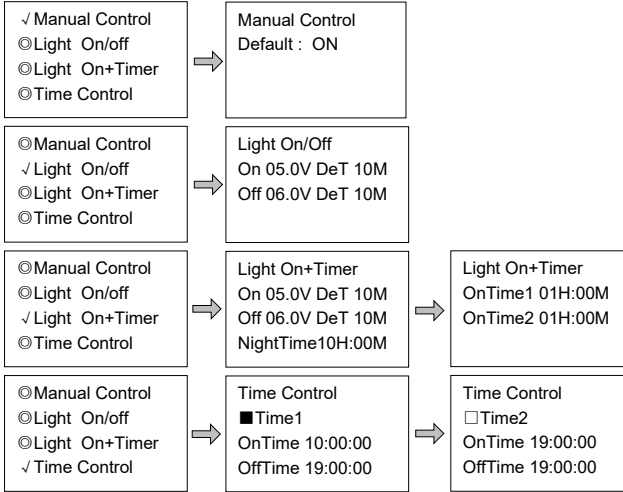 √ Manual Control
◎Light On/off
◎Light On+Timer
◎Time Control
Manual Control
Default : ON
◎Manual Control
√ Light On/off
◎Light On+Timer
◎Time Control
Light On/Off
On 05.0V DeT 10M
Off 06.0V DeT 10M
◎Manual Control
◎Light On/off
√ Light On+Timer
◎Time Control
Light On+Timer
On 05.0V DeT 10M
Off 06.0V DeT 10M
NightTime10H:00M
Light On+Timer
OnTime1 01H:00M
OnTime2 01H:00M
◎Manual Control
◎Light On/off
◎Light On+Timer
√ Time Control
Time Control
■Time1
OnTime 10:00:00
OffTime 19:00:00
Time Control
□Time2
OnTime 19:00:00
OffTime 19:00:00